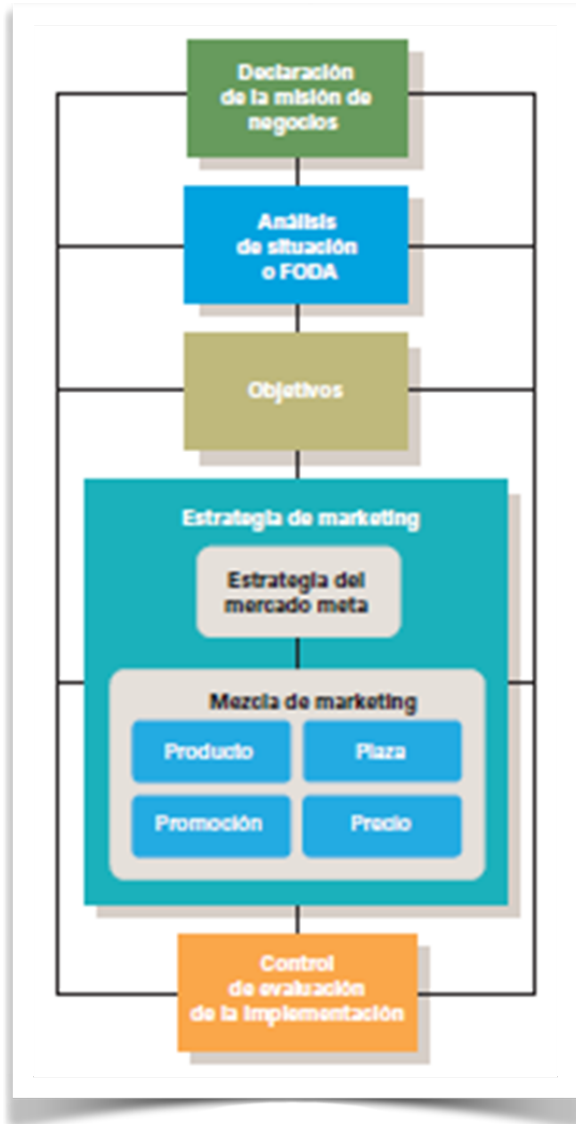 Declaración
de la misión de
negocios
Análisis
de situación
o FODA
Objetivos
Estrategia de marketing
Estrategia del
mercado meta
Mezcla de marketing
Producto
Plaza
Promoción
Precio
Control
de evaluación
de la implementación